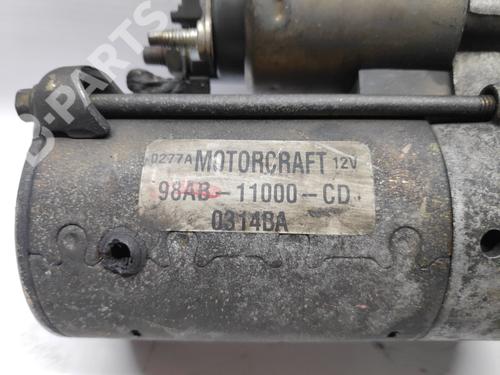 0277A MOTORCRAFT 12V
98AB-11000-CD
0314BA
D-PARTS